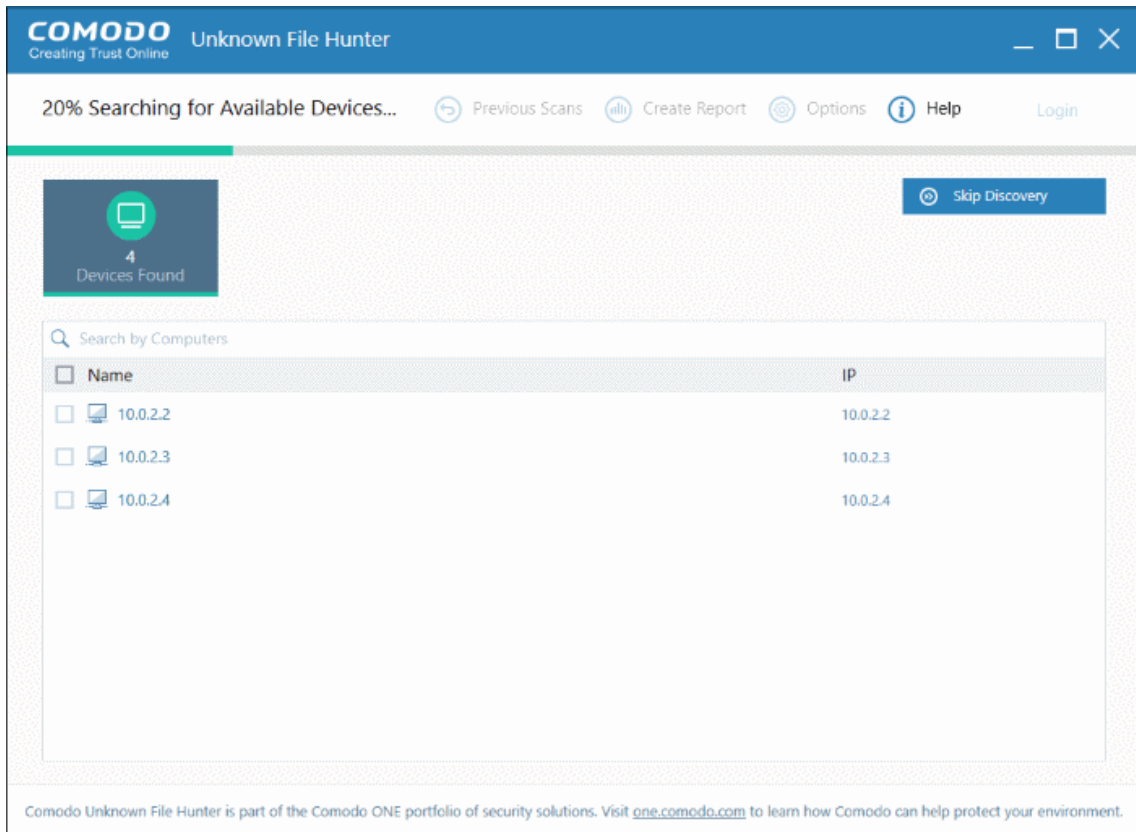 COMODO
Creating Trust Online
Unknown File Hunter
20% Searching for Available Devices...
Previous Scans
Create Report
Options
Help
Login
4
Devices Found
Skip Discovery
Search by Computers
Name IP
10.0.2.2 10.0.2.2
10.0.2.3 10.0.2.3
10.0.2.4 10.0.2.4
Comodo Unknown File Hunter is part of the Comodo ONE portfolio of security solutions. Visit one.comodo.com to learn how Comodo can help protect your environment.